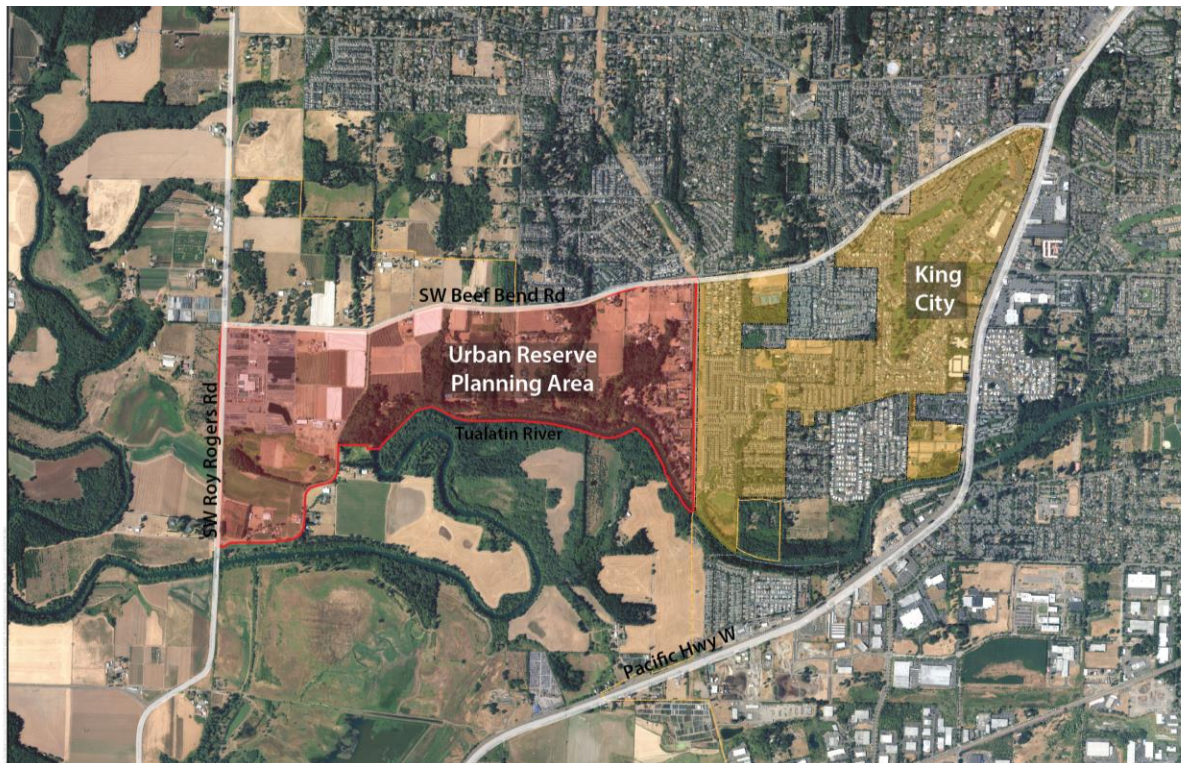 King
City
SW Beef Bend Rd
Urban Reserve
Planning Area
SW Roy Rogers Rd
Tualatin River
Pacific Hwy W